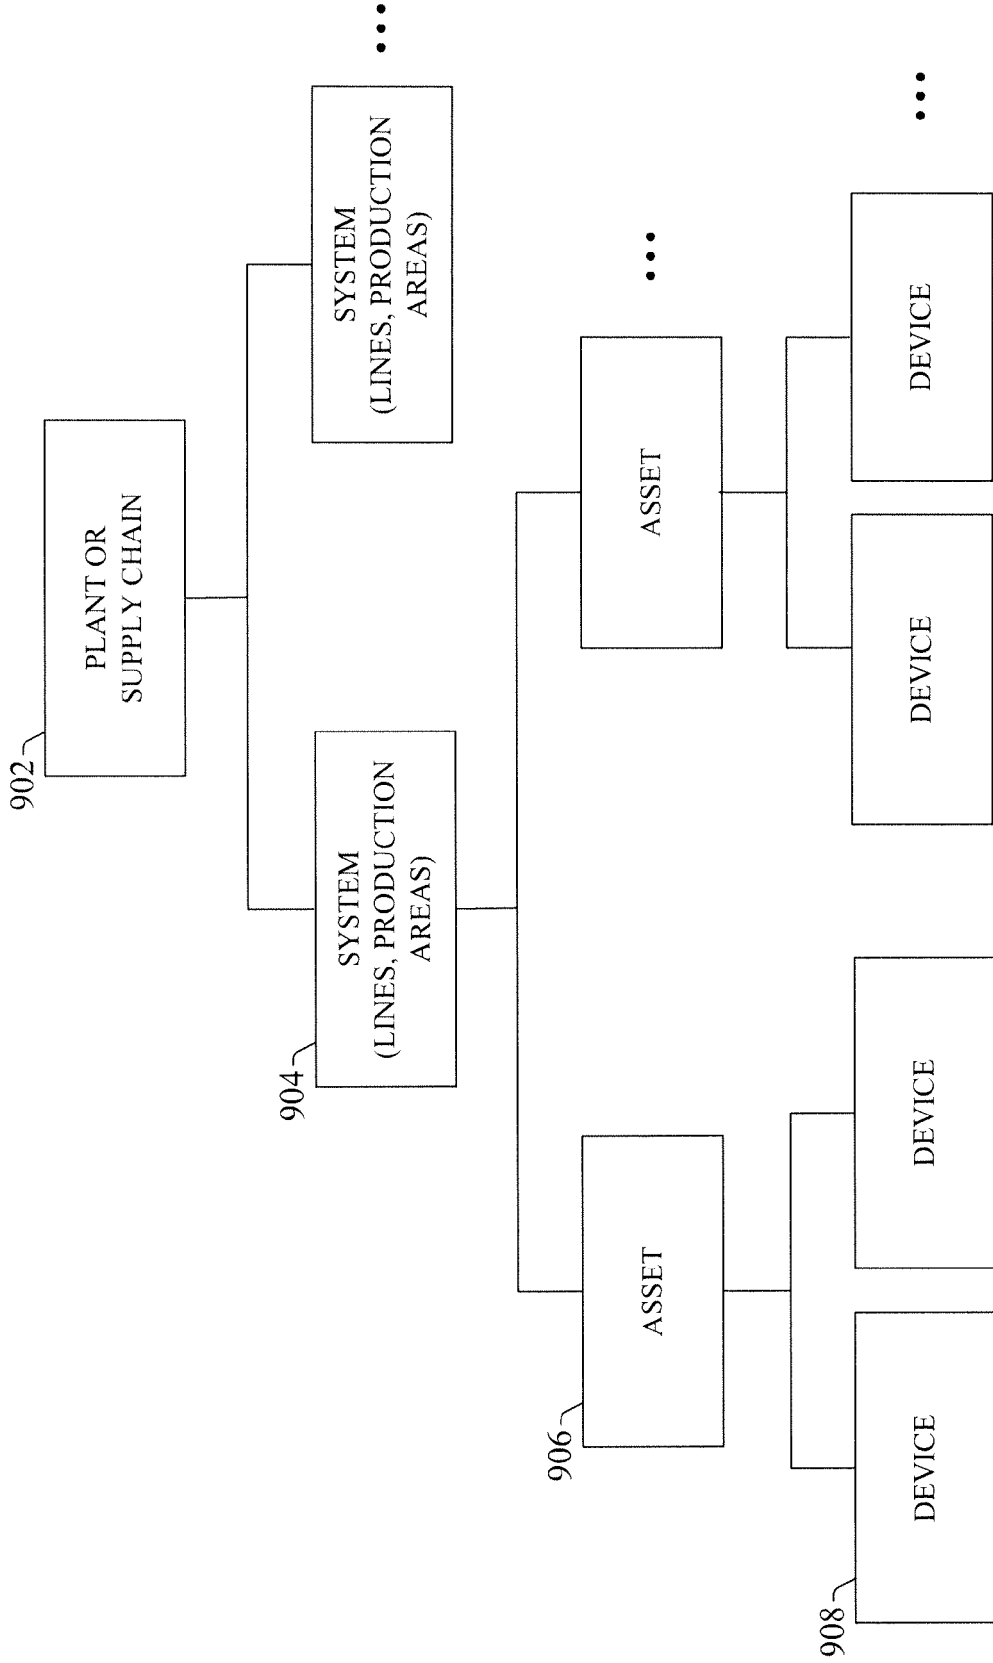 902
PLANT OR
SUPPLY CHAIN
904
SYSTEM
(LINES, PRODUCTION
AREAS)
SYSTEM
(LINES, PRODUCTION
AREAS)
•••
906
ASSET
ASSET
•••
908
DEVICE
DEVICE
DEVICE
DEVICE
•••